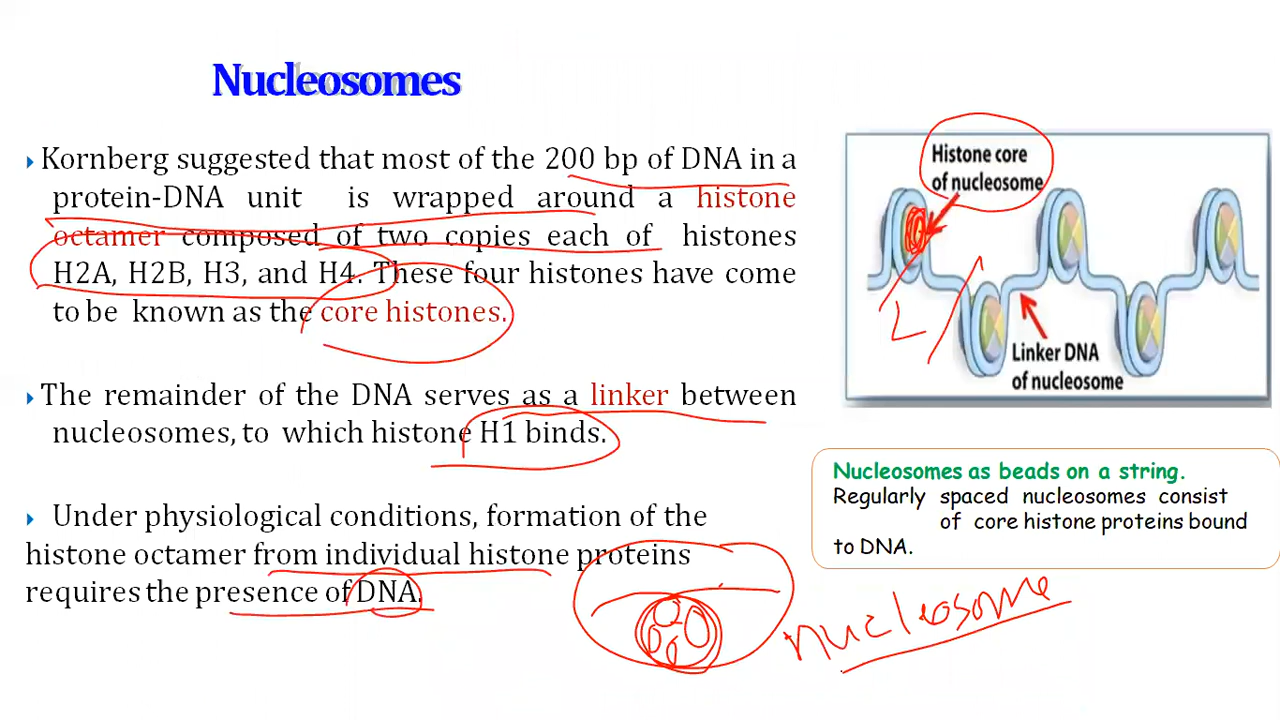 Nucleosomes
Kornberg suggested that most of the 200 bp of DNA in a
protein-DNA unit is wrapped around a histone
octamer composed of two copies each of histones
H2A, H2B, H3, and H4. These four histones have come
to be known as the core histones.
The remainder of the DNA serves as a linker between
nucleosomes, to which histone H1 binds.
Under physiological conditions, formation of the
histone octamer from individual histone proteins
requires the presence of DNA.
Histone core
of nucleosome
Linker DNA
of nucleosome
Nucleosomes as beads on a string.
Regularly spaced nucleosomes consist
of core histone proteins bound
to DNA.
nucleosome